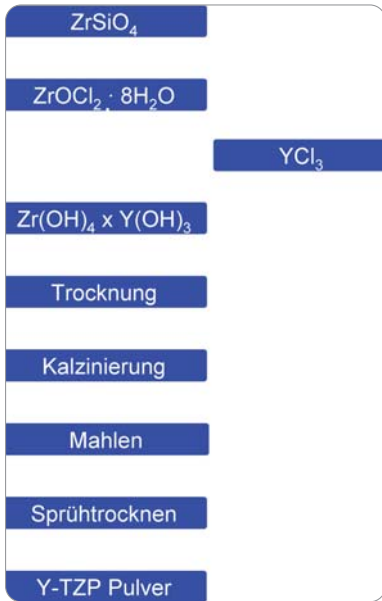 ZrSiO₄
ZrOCl₂ · 8H₂O
YCl₃
Zr(OH)₄ x Y(OH)₃
Trocknung
Kalzinierung
Mahlen
Sprühtrocknen
Y-TZP Pulver